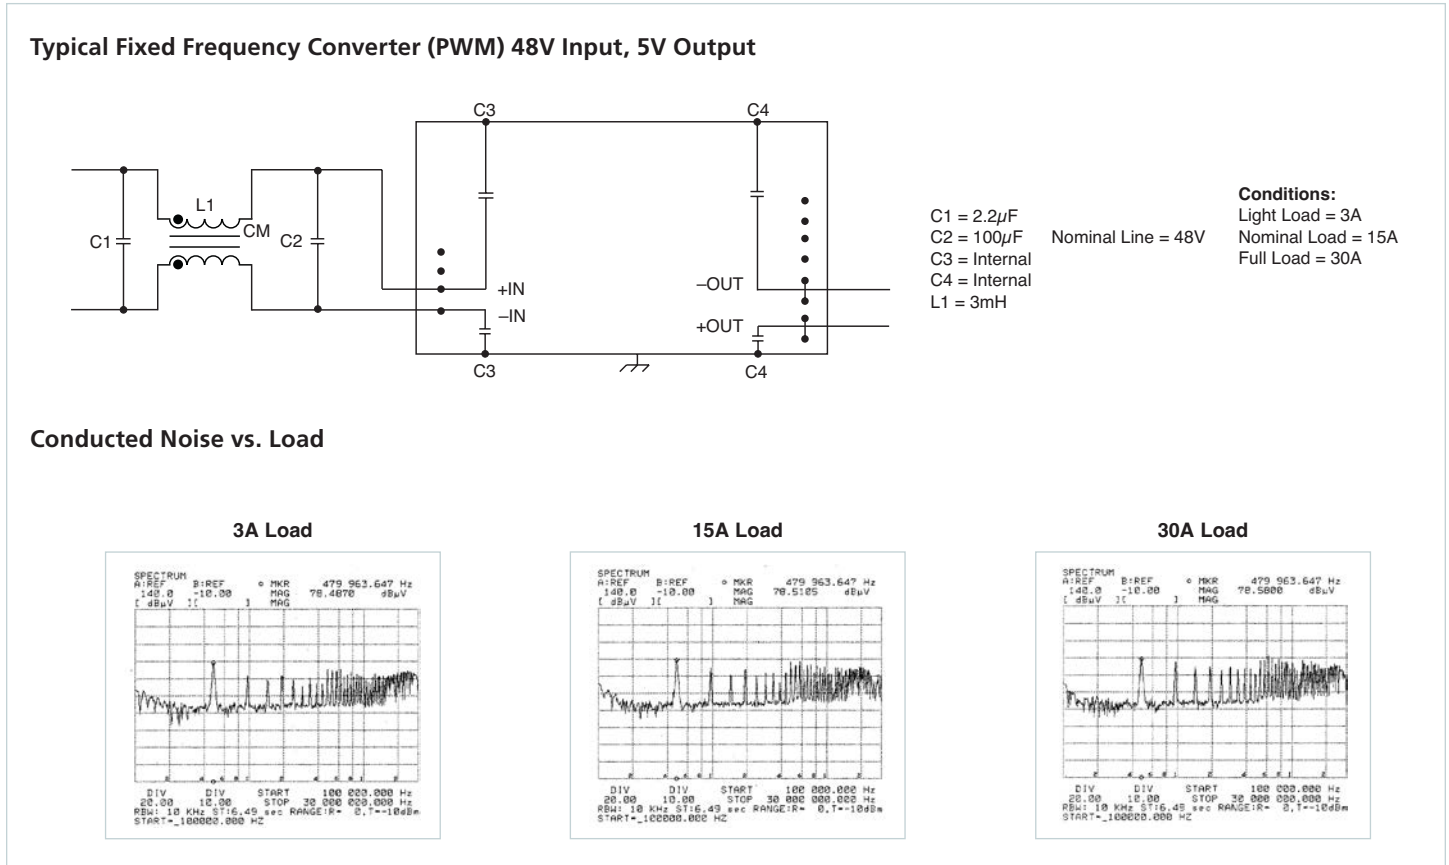 Typical Fixed Frequency Converter (PWM) 48V Input, 5V Output
C3
C4
L1
CM
C1
C2
+IN
–IN
–OUT
+OUT
C3
C4
C1 = 2.2µF
C2 = 100µF
C3 = Internal
C4 = Internal
L1 = 3mH
Nominal Line = 48V
Conditions:
Light Load = 3A
Nominal Load = 15A
Full Load = 30A
Conducted Noise vs. Load
3A Load
SPECTRUM
A:REF B:REF o MKR 479 963.647 Hz
140.0 -10.00 MAG 78.4870 dBµV
[ dBµV ][ ] MAG
DIV DIV START 100 000.000 Hz
20.00 10.00 STOP 30 000 000.000 Hz
RBW: 10 KHz ST:6.49 sec RANGE:R= 0,T=-10dBm
START=_100000.000 HZ
15A Load
SPECTRUM
A:REF B:REF o MKR 479 963.647 Hz
140.0 -10.00 MAG 78.5105 dBµV
[ dBµV ][ ] MAG
DIV DIV START 100 000.000 Hz
20.00 10.00 STOP 30 000 000.000 Hz
RBW: 10 KHz ST:6.49 sec RANGE:R= 0,T=-10dBm
START=_100000.000 HZ
30A Load
SPECTRUM
A:REF B:REF o MKR 479 963.647 Hz
140.0 -10.00 MAG 78.5800 dBµV
[ dBµV ][ ] MAG
DIV DIV START 100 000.000 Hz
20.00 10.00 STOP 30 000 000.000 Hz
RBW: 10 KHz ST:6.49 sec RANGE:R= 0,T=-10dBm
START=_100000.000 HZ